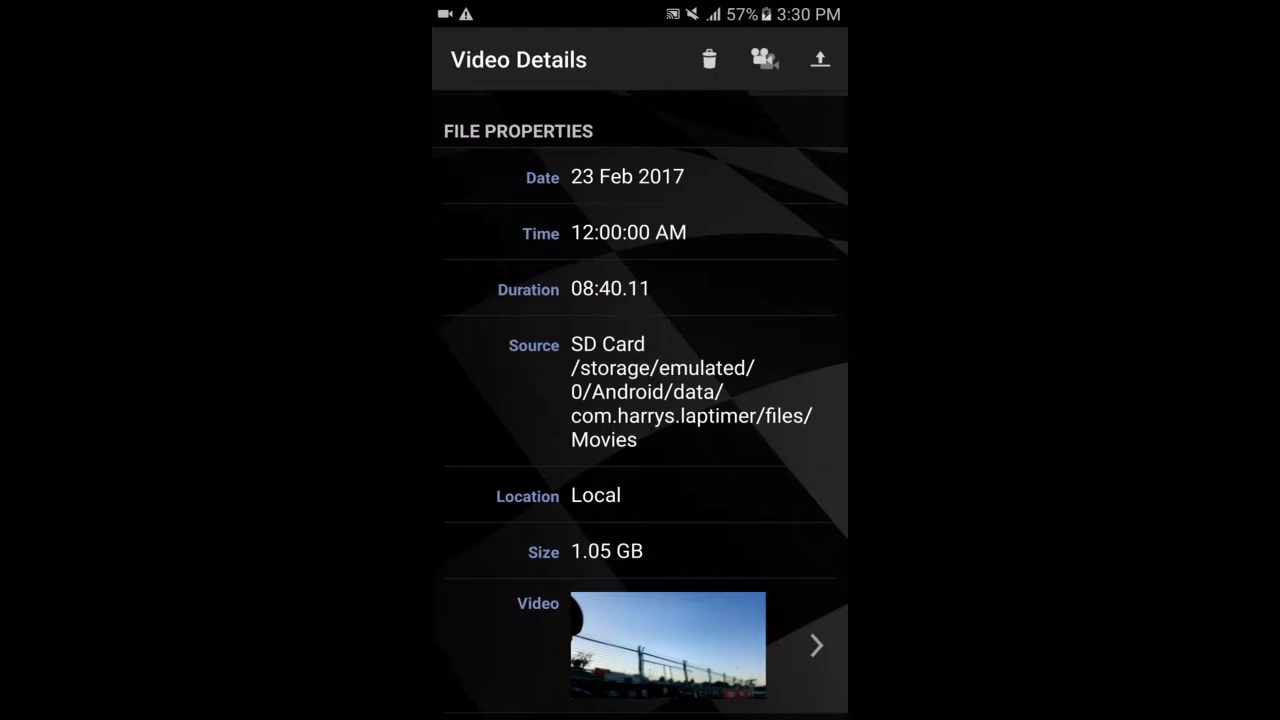 57% 3:30 PM
Video Details
FILE PROPERTIES
Date 23 Feb 2017
Time 12:00:00 AM
Duration 08:40.11
Source SD Card
/storage/emulated/
0/Android/data/
com.harrys.laptimer/files/
Movies
Location Local
Size 1.05 GB
Video